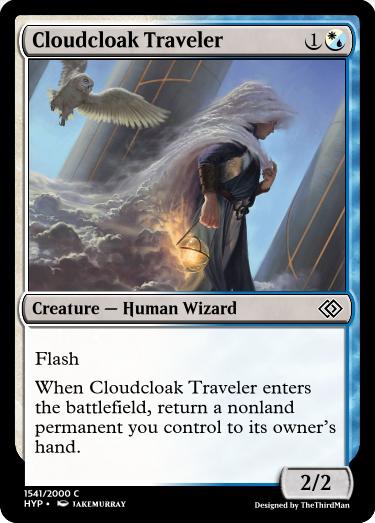 Cloudcloak Traveler 1
Creature — Human Wizard
Flash
When Cloudcloak Traveler enters
the battlefield, return a nonland
permanent you control to its owner's
hand.
2/2
1541/2000 C
HYP • JAKEMURRAY
Designed by TheThirdMan